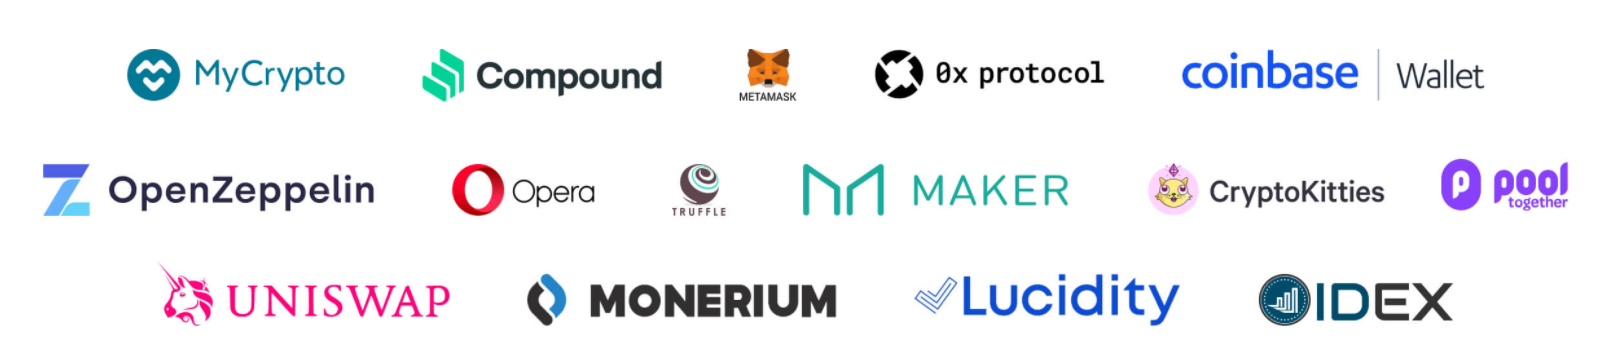 MyCrypto
Compound
METAMASK
0x protocol
coinbase Wallet
OpenZeppelin
Opera
TRUFFLE
MAKER
CryptoKitties
pool
together
UNISWAP
MONERIUM
Lucidity
IDEX